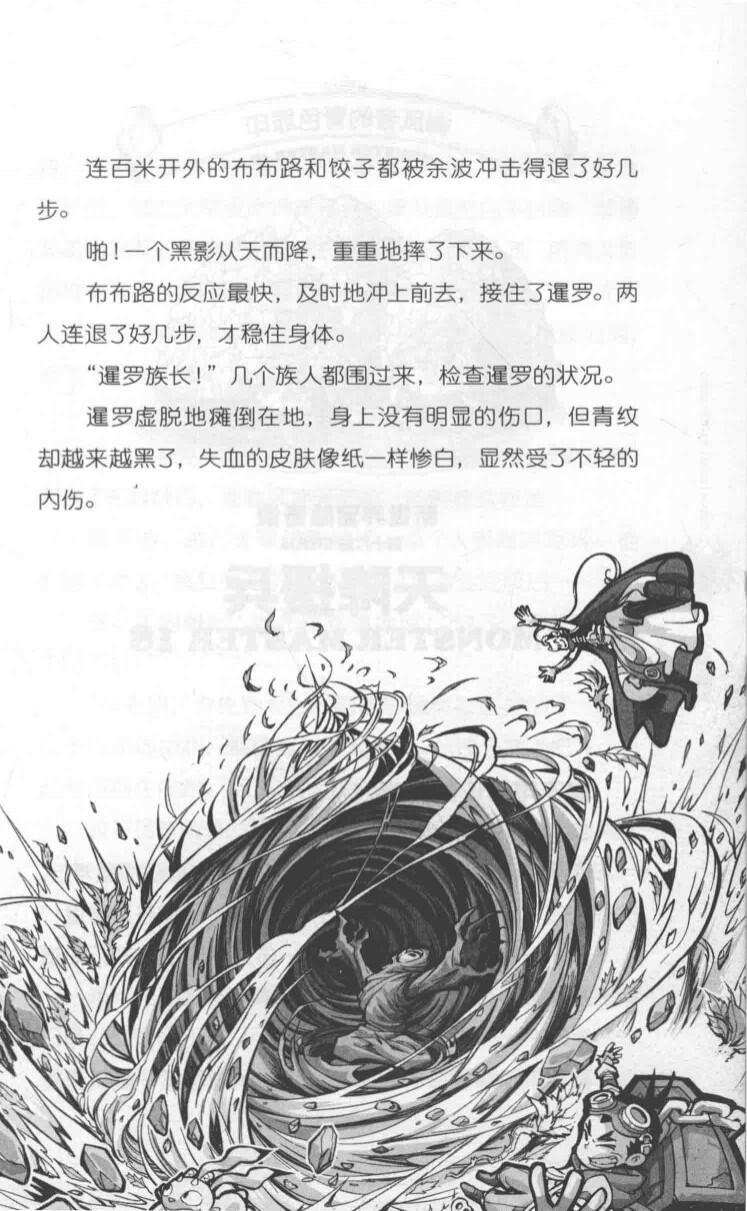 连百米开外的布布路和饺子都被余波冲击得退了好几
步。
啪！一个黑影从天而降，重重地摔了下来。
布布路的反应最快，及时地冲上前去，接住了暹罗。两
人连退了好几步，才稳住身体。
“暹罗族长！”几个族人都围过来，检查暹罗的状况。
暹罗虚脱地瘫倒在地，身上没有明显的伤口，但青纹
却越来越黑了，失血的皮肤像纸一样惨白，显然受了不轻的
内伤。
天降援兵
MONSTER MASTER 18